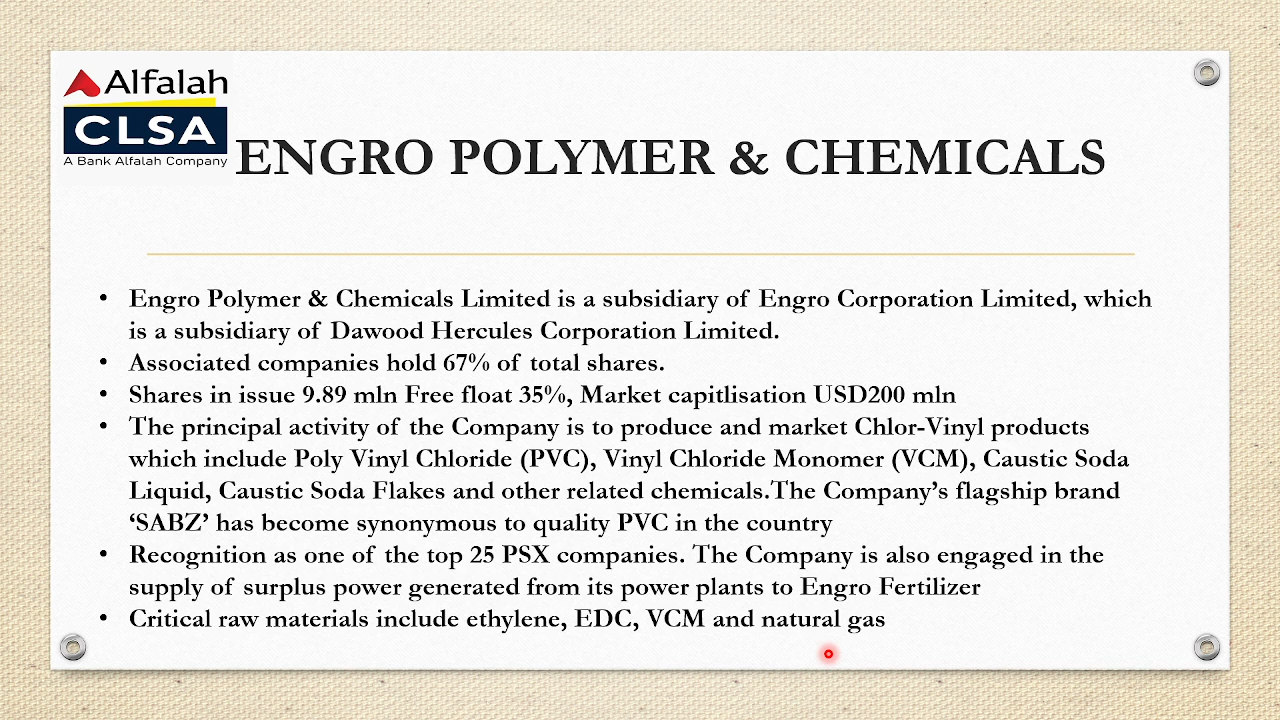 Alfalah
CLSA
A Bank Alfalah Company
ENGRO POLYMER & CHEMICALS
• Engro Polymer & Chemicals Limited is a subsidiary of Engro Corporation Limited, which
is a subsidiary of Dawood Hercules Corporation Limited.
• Associated companies hold 67% of total shares.
• Shares in issue 9.89 mln Free float 35%, Market capitlisation USD200 mln
• The principal activity of the Company is to produce and market Chlor-Vinyl products
which include Poly Vinyl Chloride (PVC), Vinyl Chloride Monomer (VCM), Caustic Soda
Liquid, Caustic Soda Flakes and other related chemicals.The Company’s flagship brand
‘SABZ’ has become synonymous to quality PVC in the country
• Recognition as one of the top 25 PSX companies. The Company is also engaged in the
supply of surplus power generated from its power plants to Engro Fertilizer
• Critical raw materials include ethylene, EDC, VCM and natural gas